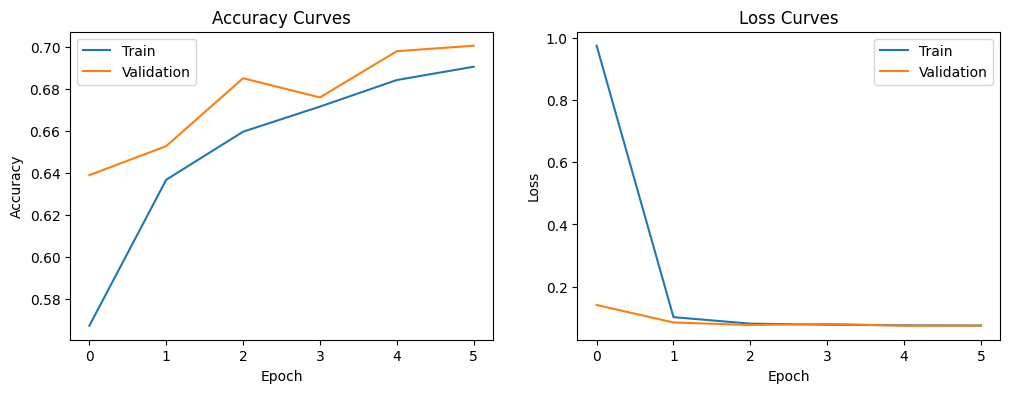 Accuracy Curves
Train
Validation
0.70
0.68
0.66
0.64
0.62
0.60
0.58
Accuracy
0 1 2 3 4 5
Epoch
Loss Curves
Train
Validation
1.0
0.8
0.6
0.4
0.2
Loss
0 1 2 3 4 5
Epoch